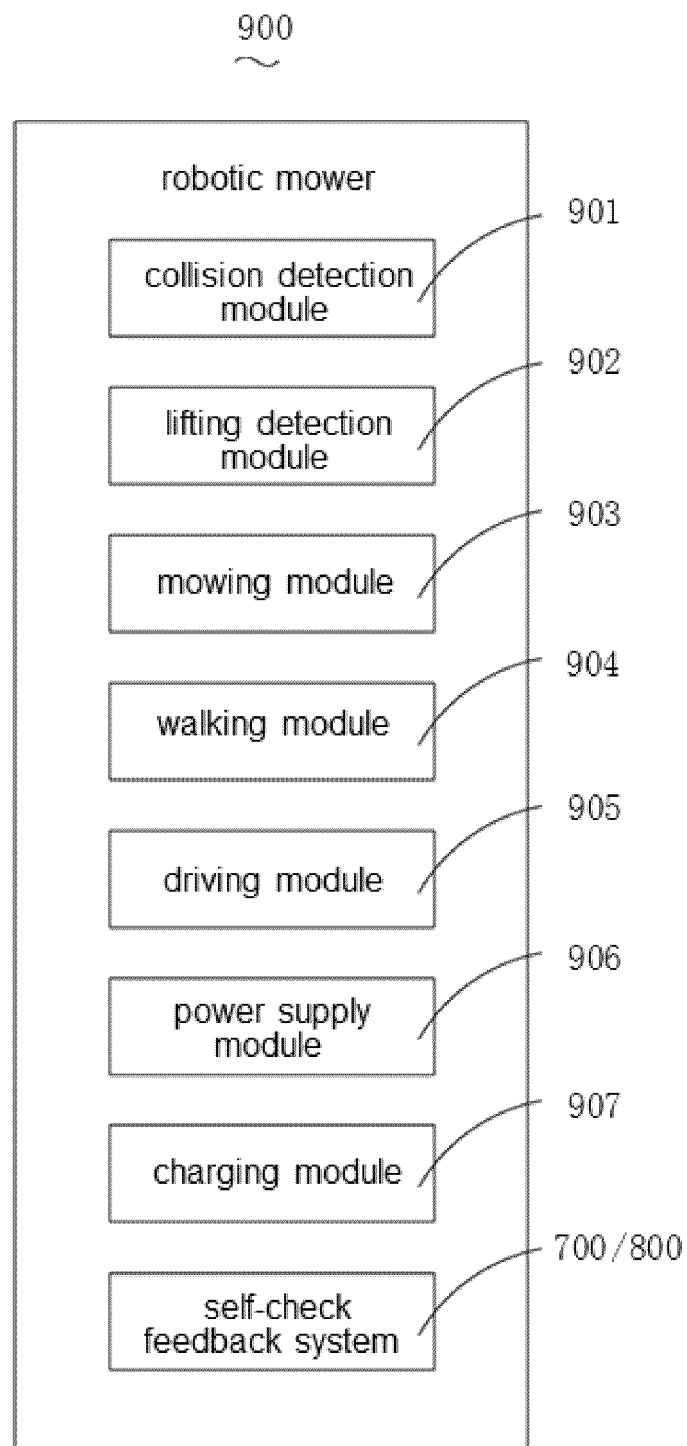 900
robotic mower
901
collision detection
module
902
lifting detection
module
903
mowing module
904
walking module
905
driving module
906
power supply
module
907
charging module
700/800
self-check
feedback system